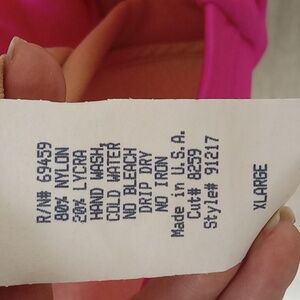 R/N# 69459
80% NYLON
20% LYCRA
HAND WASH,
COLD WATER
NO BLEACH
DRIP DRY
NO IRON
Made in U.S.A.
Cut# 8259
Style# 91217
XLARGE